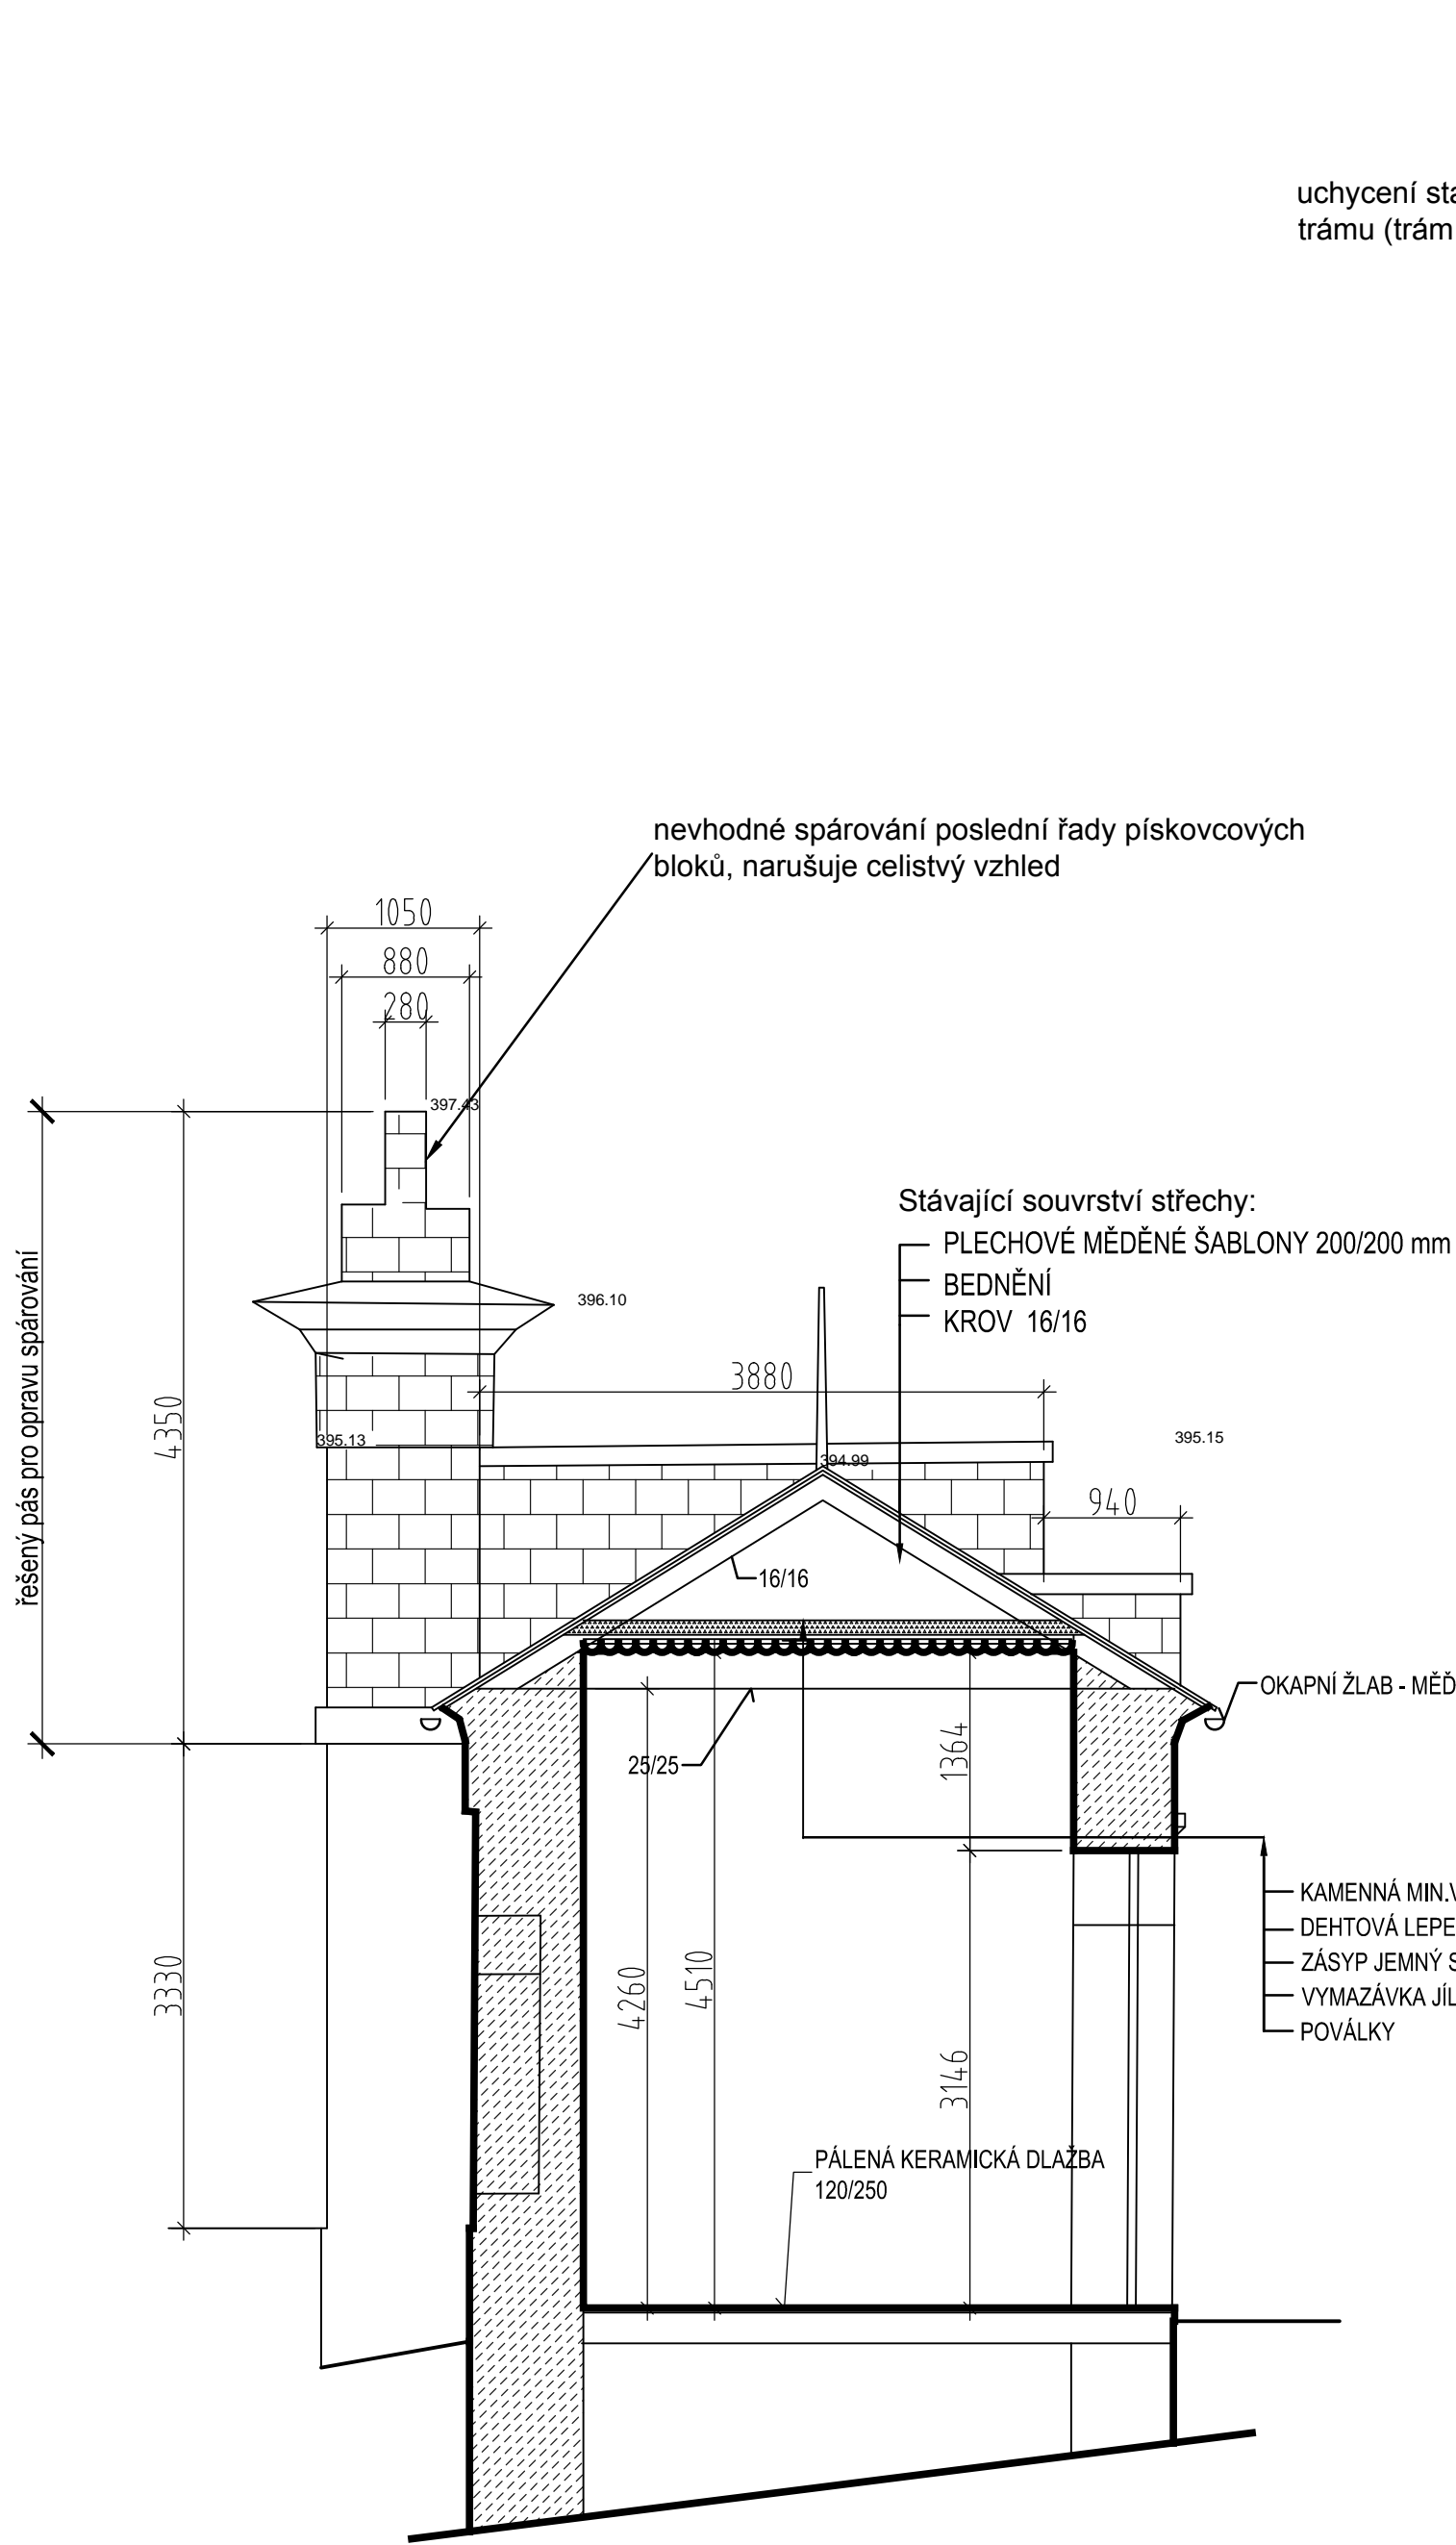 uchycení
trámu (trám
nevhodné spárování poslední řady pískovcových
bloků, narušuje celistvý vzhled
1050
880
280
397.43
Stávající souvrství střechy:
PLECHOVÉ MĚDĚNÉ ŠABLONY 200/200 mm
BEDNĚNÍ
KROV 16/16
396.10
řešený pás pro opravu spárování
4350
3880
395.13
394.99
395.15
940
16/16
OKAPNÍ ŽLAB - MĚĎ
25/25
1364
KAMENNÁ MIN.
DEHTOVÁ
ZÁSYP JEMNÝ
VYMAZÁVKA
POVÁLKY
3330
4260
4510
3146
PÁLENÁ KERAMICKÁ DLAŽBA
120/250